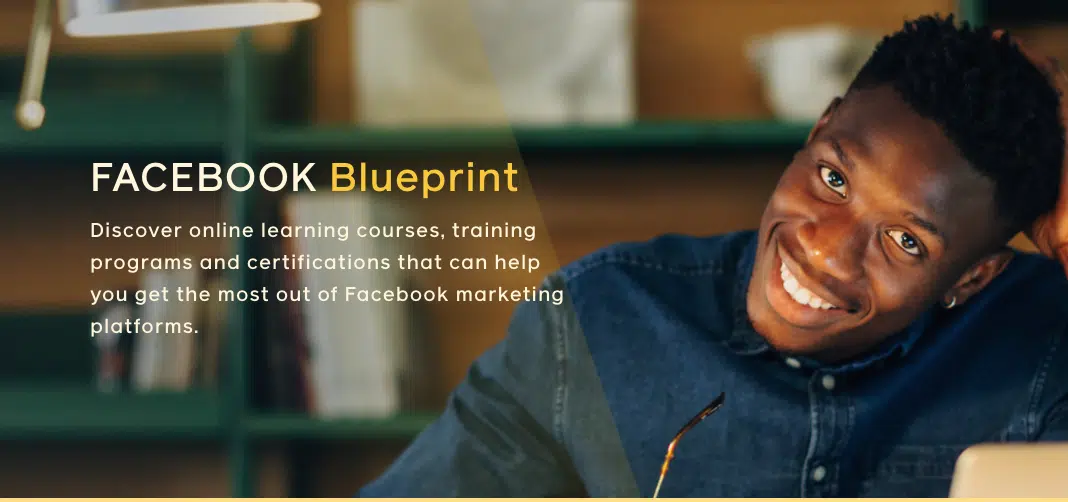 FACEBOOK Blueprint
Discover online learning courses, training
programs and certifications that can help
you get the most out of Facebook marketing
platforms.